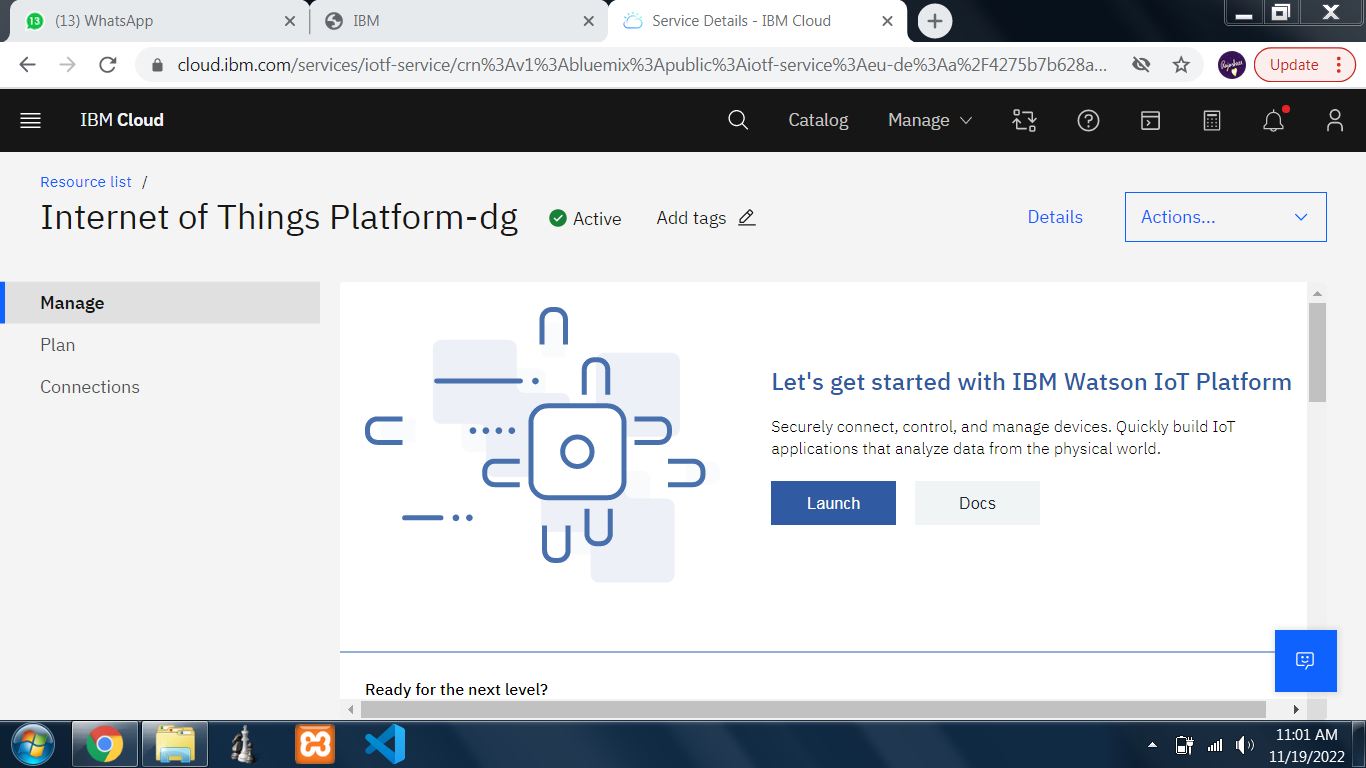 13
(13) WhatsApp
IBM
Service Details - IBM Cloud
cloud.ibm.com/services/iotf-service/crn%3Av1%3Abluemix%3Apublic%3Aiotf-service%3Aeu-de%3Aa%2F4275b7b628a...
Update
IBM Cloud
Catalog
Manage
Resource list /
Internet of Things Platform-dg
Active
Add tags
Details
Actions...
Manage
Plan
Connections
Let's get started with IBM Watson IoT Platform
Securely connect, control, and manage devices. Quickly build IoT
applications that analyze data from the physical world.
Launch
Docs
Ready for the next level?
11:01 AM
11/19/2022